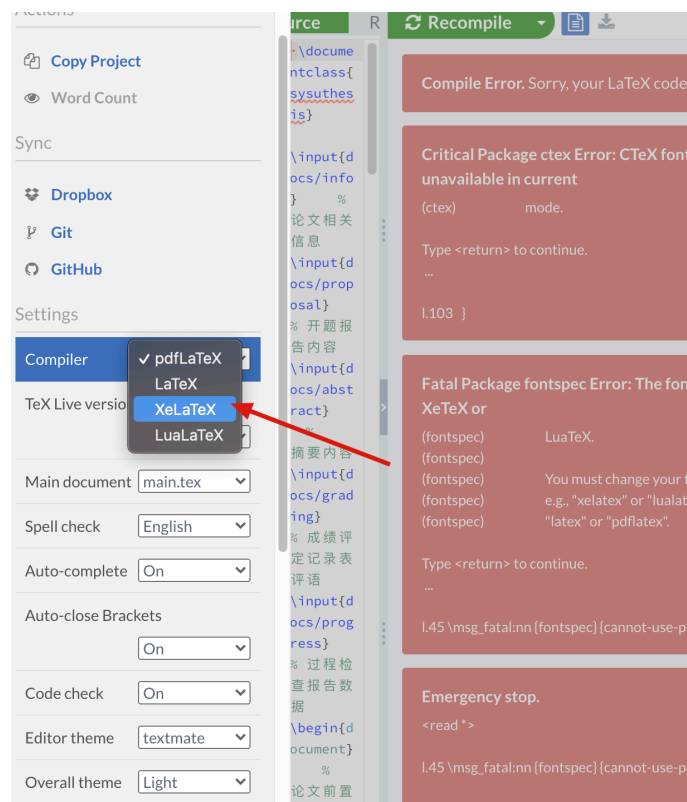 Actions
Copy Project
Word Count
Sync
Dropbox
Git
GitHub
Settings
Compiler
✓ pdfLaTeX
LaTeX
XeLaTeX
LuaLaTeX
TeX Live versio
Main document main.tex
Spell check English
Auto-complete On
Auto-close Brackets
On
Code check On
Editor theme textmate
Overall theme Light
urce R
\docume
ntclass{
sysuthes
is}
\input{d
ocs/info
} %
论文相关
信息
\input{d
ocs/prop
osal}
% 开题报
告内容
\input{d
ocs/abst
ract}
%
摘要内容
\input{d
ocs/grad
ing}
% 成绩评
定记录表
评语
\input{d
ocs/prog
ress}
% 过程检
查报告数
据
\begin{d
ocument}
%
论文前置
Recompile
Compile Error. Sorry, your LaTeX code
Critical Package ctex Error: CTeX font
unavailable in current
(ctex) mode.
Type <return> to continue.
...
l.103 }
Fatal Package fontspec Error: The fon
XeTeX or
(fontspec) LuaTeX.
(fontspec)
(fontspec) You must change your f
(fontspec) e.g., "xelatex" or "lualat
(fontspec) "latex" or "pdflatex".
Type <return> to continue.
...
l.45 \msg_fatal:nn {fontspec} {cannot-use-p
Emergency stop.
<read *>
l.45 \msg_fatal:nn {fontspec} {cannot-use-p